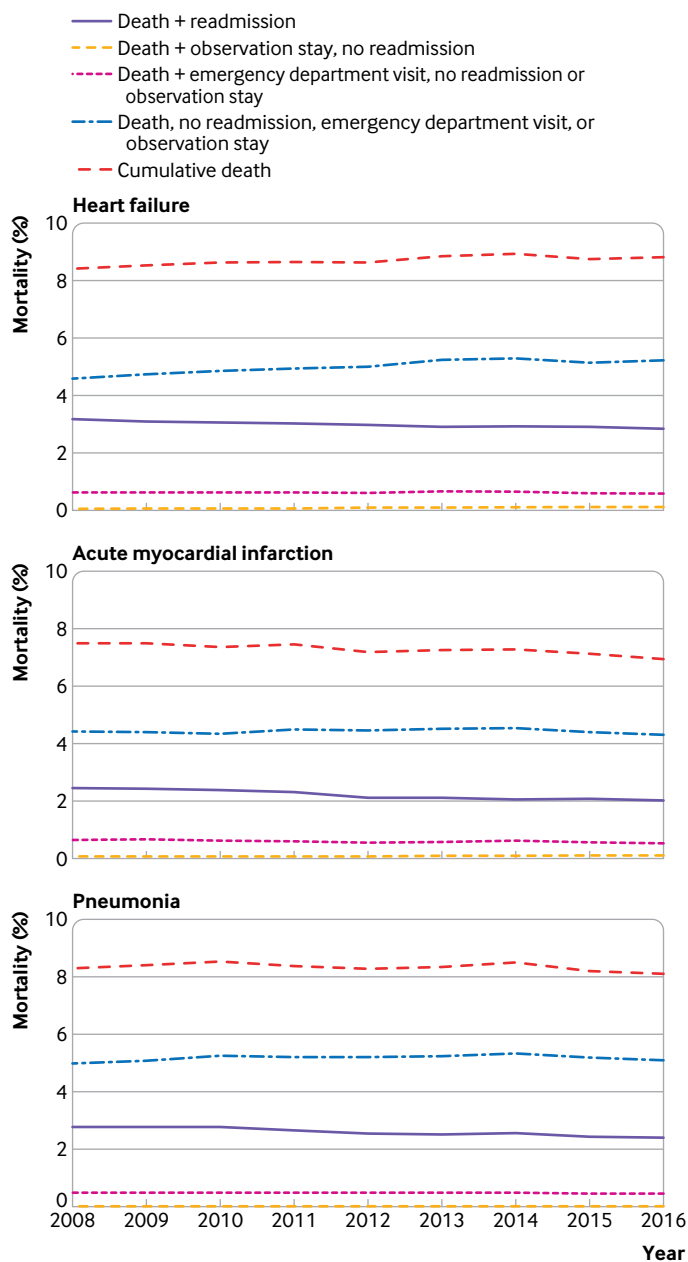 Death + readmission
Death + observation stay, no readmission
Death + emergency department visit, no readmission or
observation stay
Death, no readmission, emergency department visit, or
observation stay
Cumulative death
Heart failure
Mortality (%)
10
8
6
4
2
0
Acute myocardial infarction
Mortality (%)
10
8
6
4
2
0
Pneumonia
Mortality (%)
10
8
6
4
2
0
2008 2009 2010 2011 2012 2013 2014 2015 2016
Year